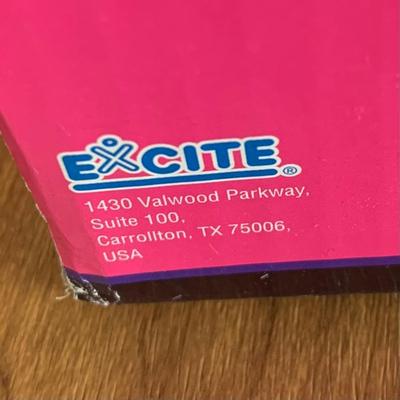 EXCITE®
1430 Valwood Parkway,
Suite 100,
Carrollton, TX 75006,
USA